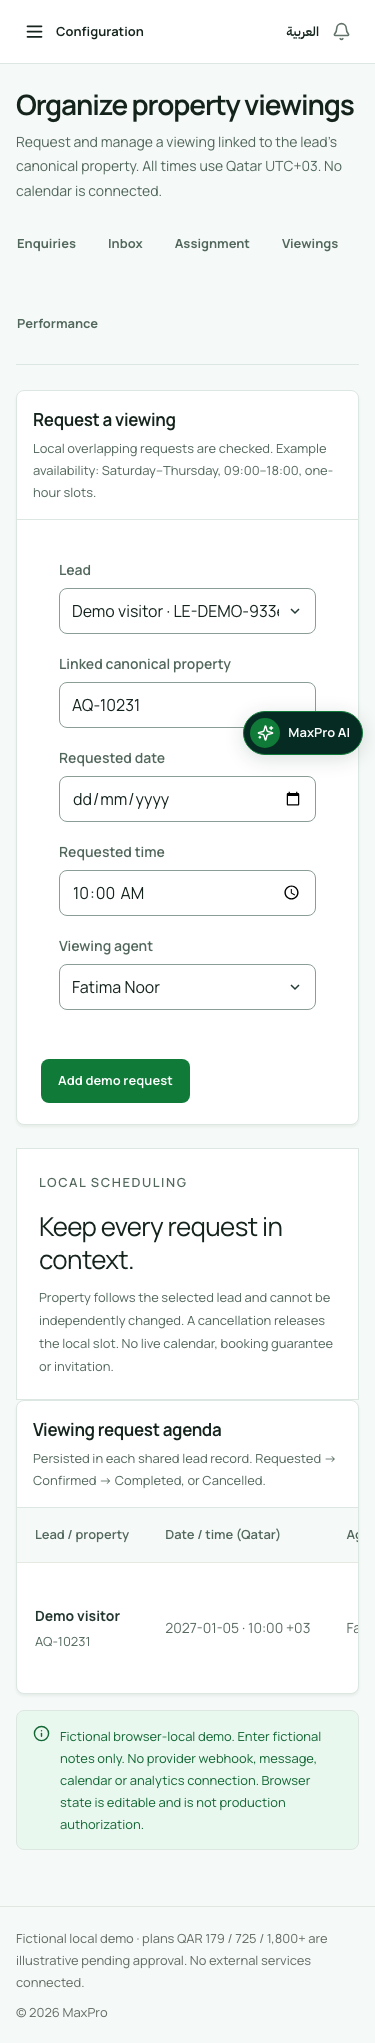 Configuration
العربية
Organize property viewings
Request and manage a viewing linked to the lead's
canonical property. All times use Qatar UTC+03. No
calendar is connected.
Enquiries Inbox Assignment Viewings
Performance
Request a viewing
Local overlapping requests are checked. Example
availability: Saturday–Thursday, 09:00–18:00, one-
hour slots.
Lead
Demo visitor · LE-DEMO-933
Linked canonical property
AQ-10231
MaxPro AI
Requested date
dd/mm/yyyy
Requested time
10:00 AM
Viewing agent
Fatima Noor
Add demo request
LOCAL SCHEDULING
Keep every request in
context.
Property follows the selected lead and cannot be
independently changed. A cancellation releases
the local slot. No live calendar, booking guarantee
or invitation.
Viewing request agenda
Persisted in each shared lead record. Requested →
Confirmed → Completed, or Cancelled.
Lead / property Date / time (Qatar)
Demo visitor
AQ-10231
2027-01-05 · 10:00 +03
Fictional browser-local demo. Enter fictional
notes only. No provider webhook, message,
calendar or analytics connection. Browser
state is editable and is not production
authorization.
Fictional local demo · plans QAR 179 / 725 / 1,800+ are
illustrative pending approval. No external services
connected.
© 2026 MaxPro